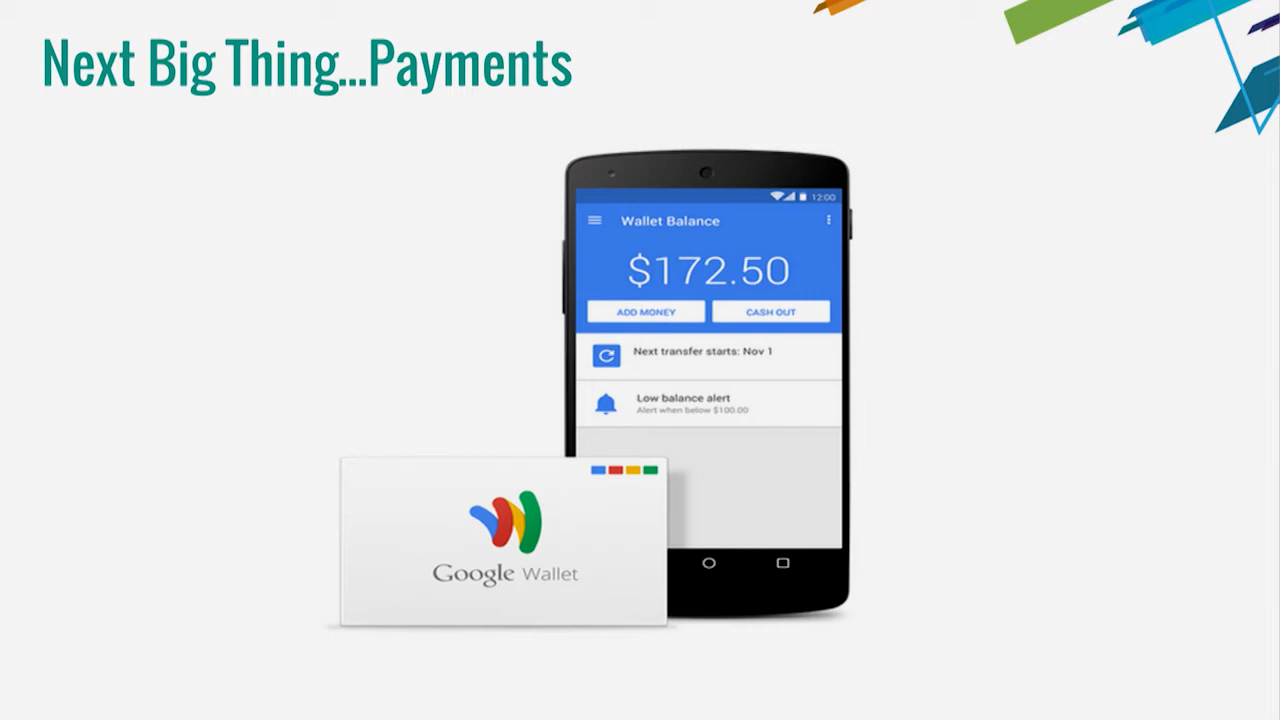 Next Big Thing...Payments
12:00
Wallet Balance
$172.50
ADD MONEY
CASH OUT
Next transfer starts: Nov 1
Low balance alert
Alert when below $100.00
Google Wallet